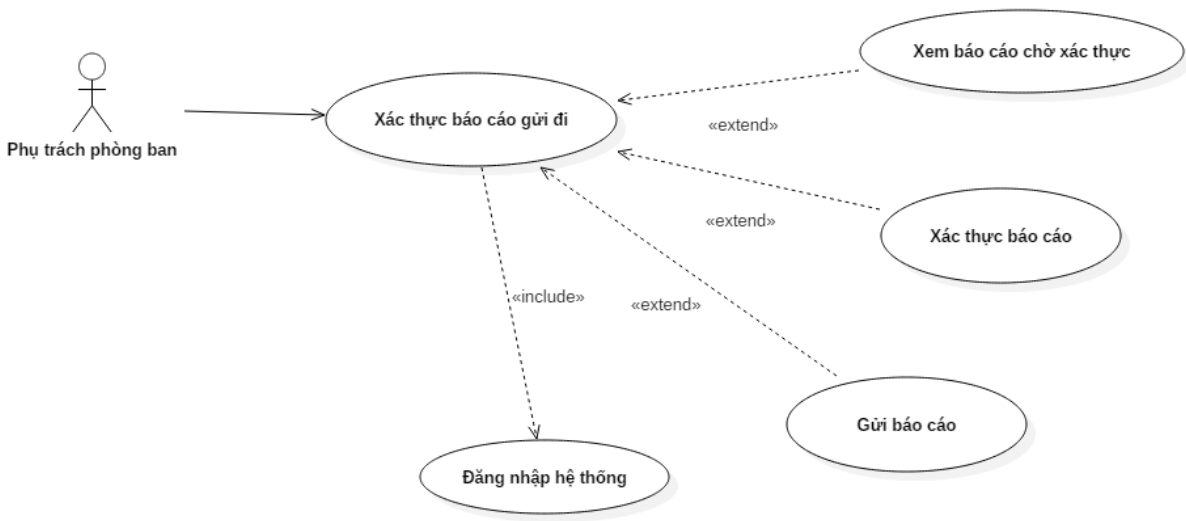 Xem báo cáo chờ xác thực
Xác thực báo cáo gửi đi
«extend»
Phụ trách phòng ban
«extend»
Xác thực báo cáo
«include»
«extend»
Gửi báo cáo
Đăng nhập hệ thống